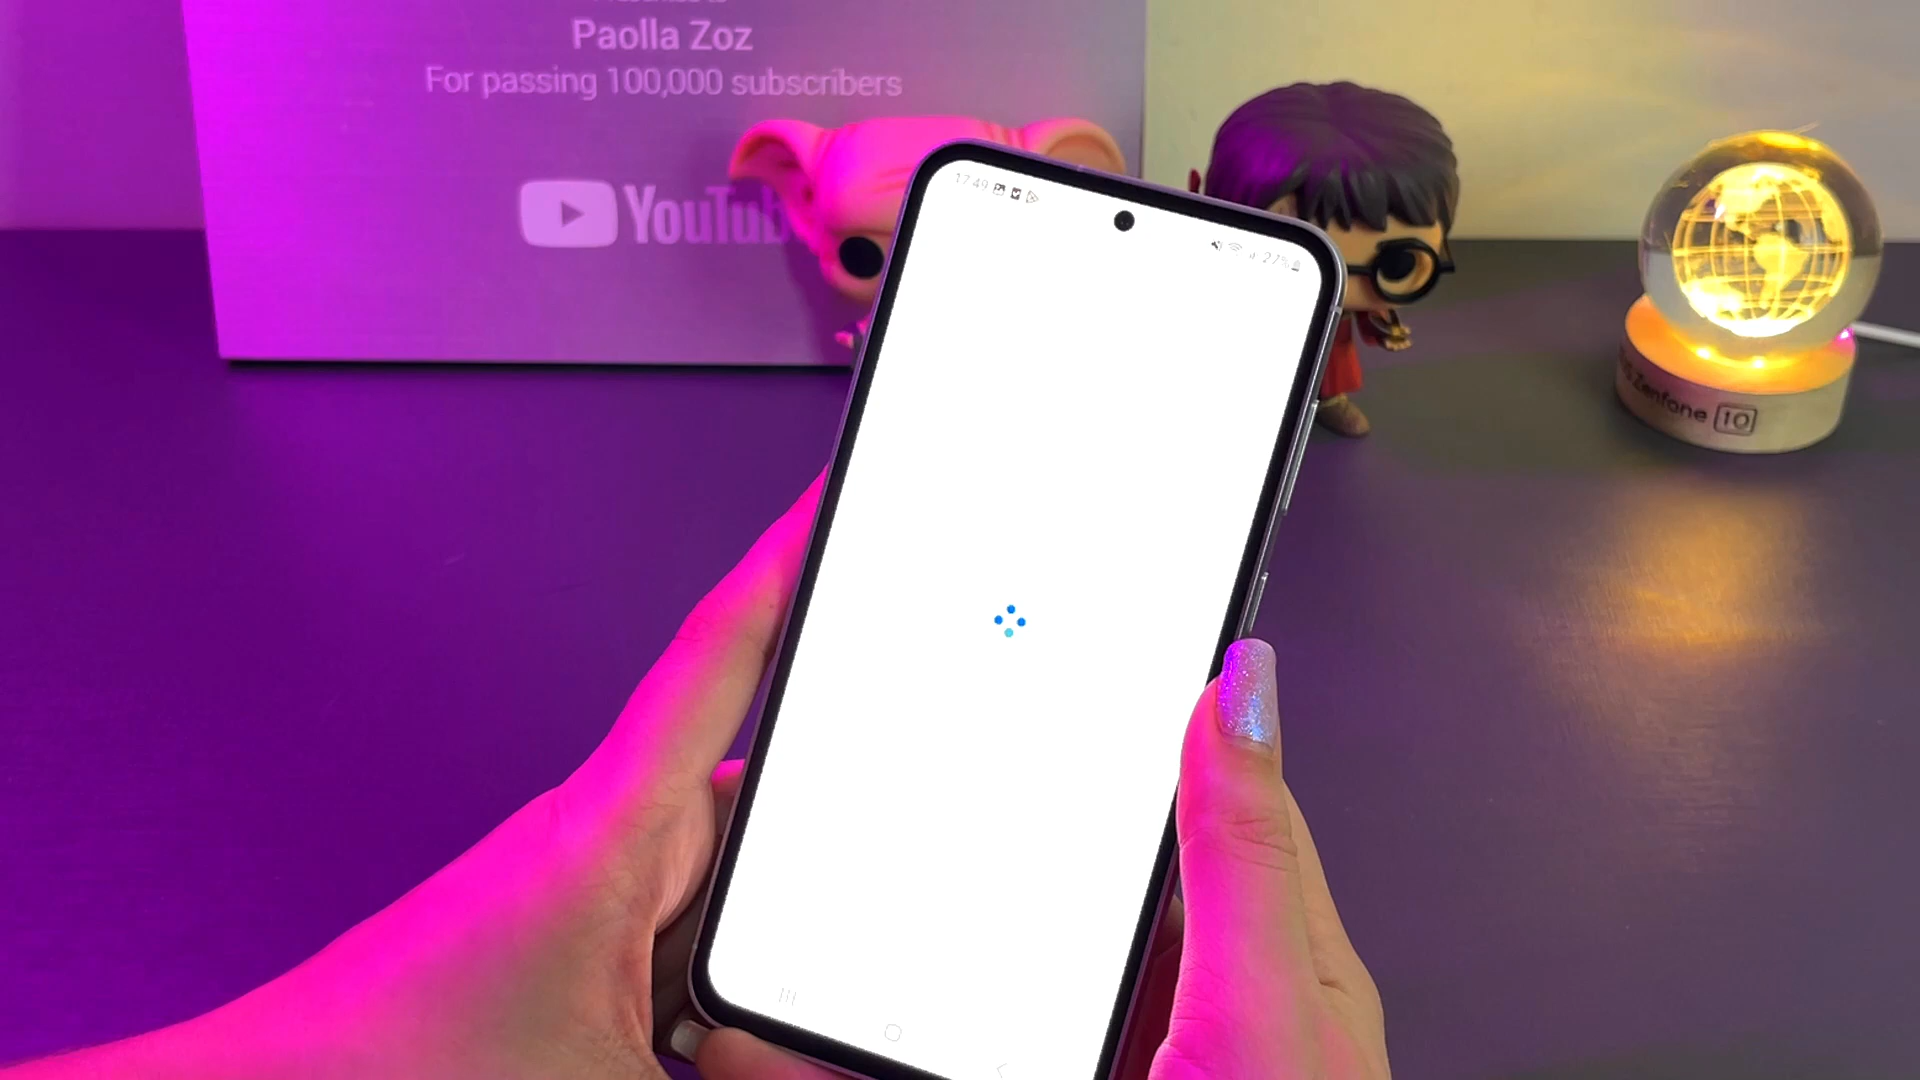 Paolla Zoz
For passing 100,000 subscribers
YouTub
17:49
27%
Zenfone 10